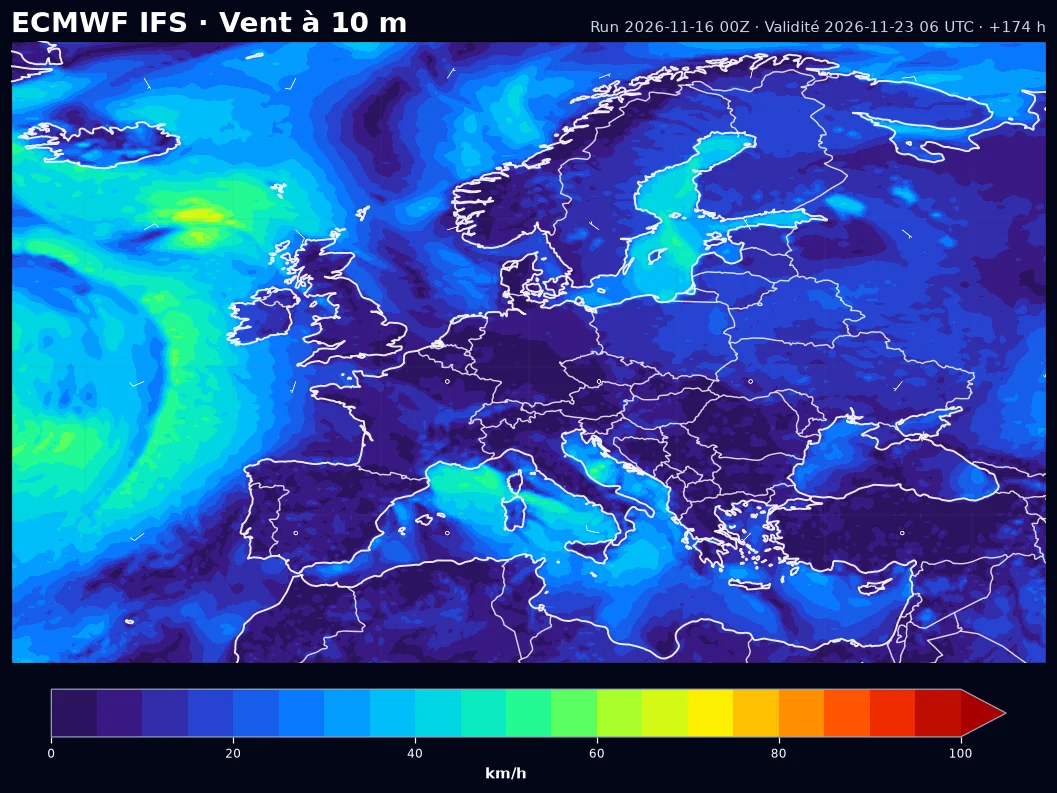 ECMWF IFS · Vent à 10 m
Run 2026-11-16 00Z · Validité 2026-11-23 06 UTC · +174 h
0 20 40 60 80 100
km/h